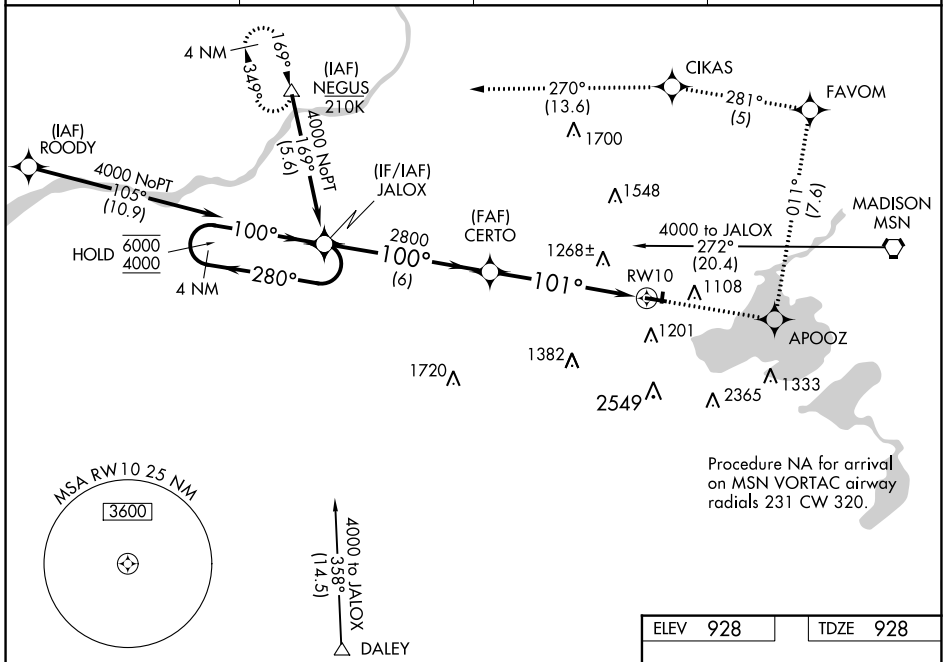 4 NM
169°
349°
(IAF)
NEGUS
210K
4000 NoPT
169°
(5.6)
(IAF)
ROODY
4000 NoPT
105°
(10.9)
(IF/IAF)
JALOX
HOLD
6000
4000
100°
280°
4 NM
2800
100°
(6)
(FAF)
CERTO
101°
270°
(13.6)
CIKAS
281°
(5)
FAVOM
011°
(7.6)
1700
1548
1268±
4000 to JALOX
272°
(20.4)
MADISON
MSN
RW10
1108
APOOZ
1201
1382
1720
2549
2365
1333
Procedure NA for arrival
on MSN VORTAC airway
radials 231 CW 320.
MSA RW10 25 NM
3600
4000 to JALOX
358°
(14.5)
DALEY
ELEV 928
TDZE 928